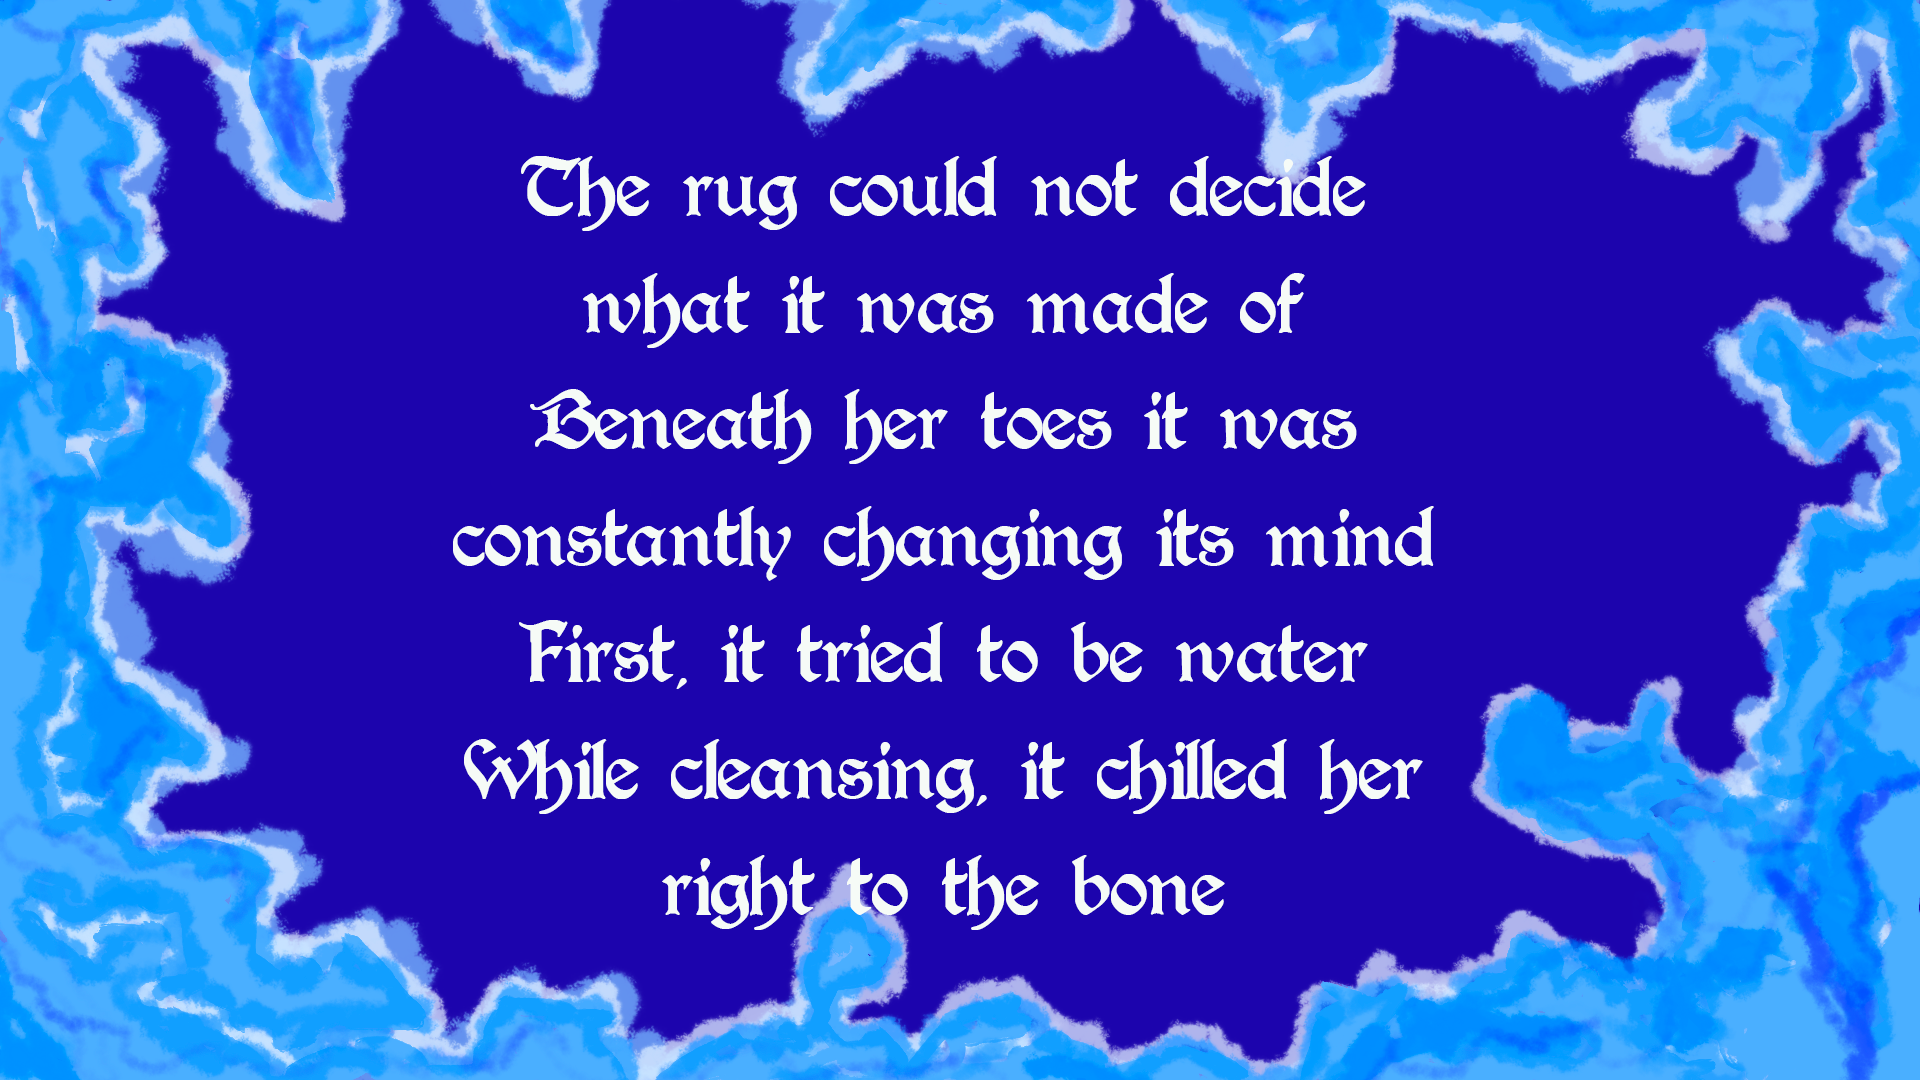 The rug could not decide
what it was made of
Beneath her toes it was
constantly changing its mind
First, it tried to be water
While cleansing, it chilled her
right to the bone